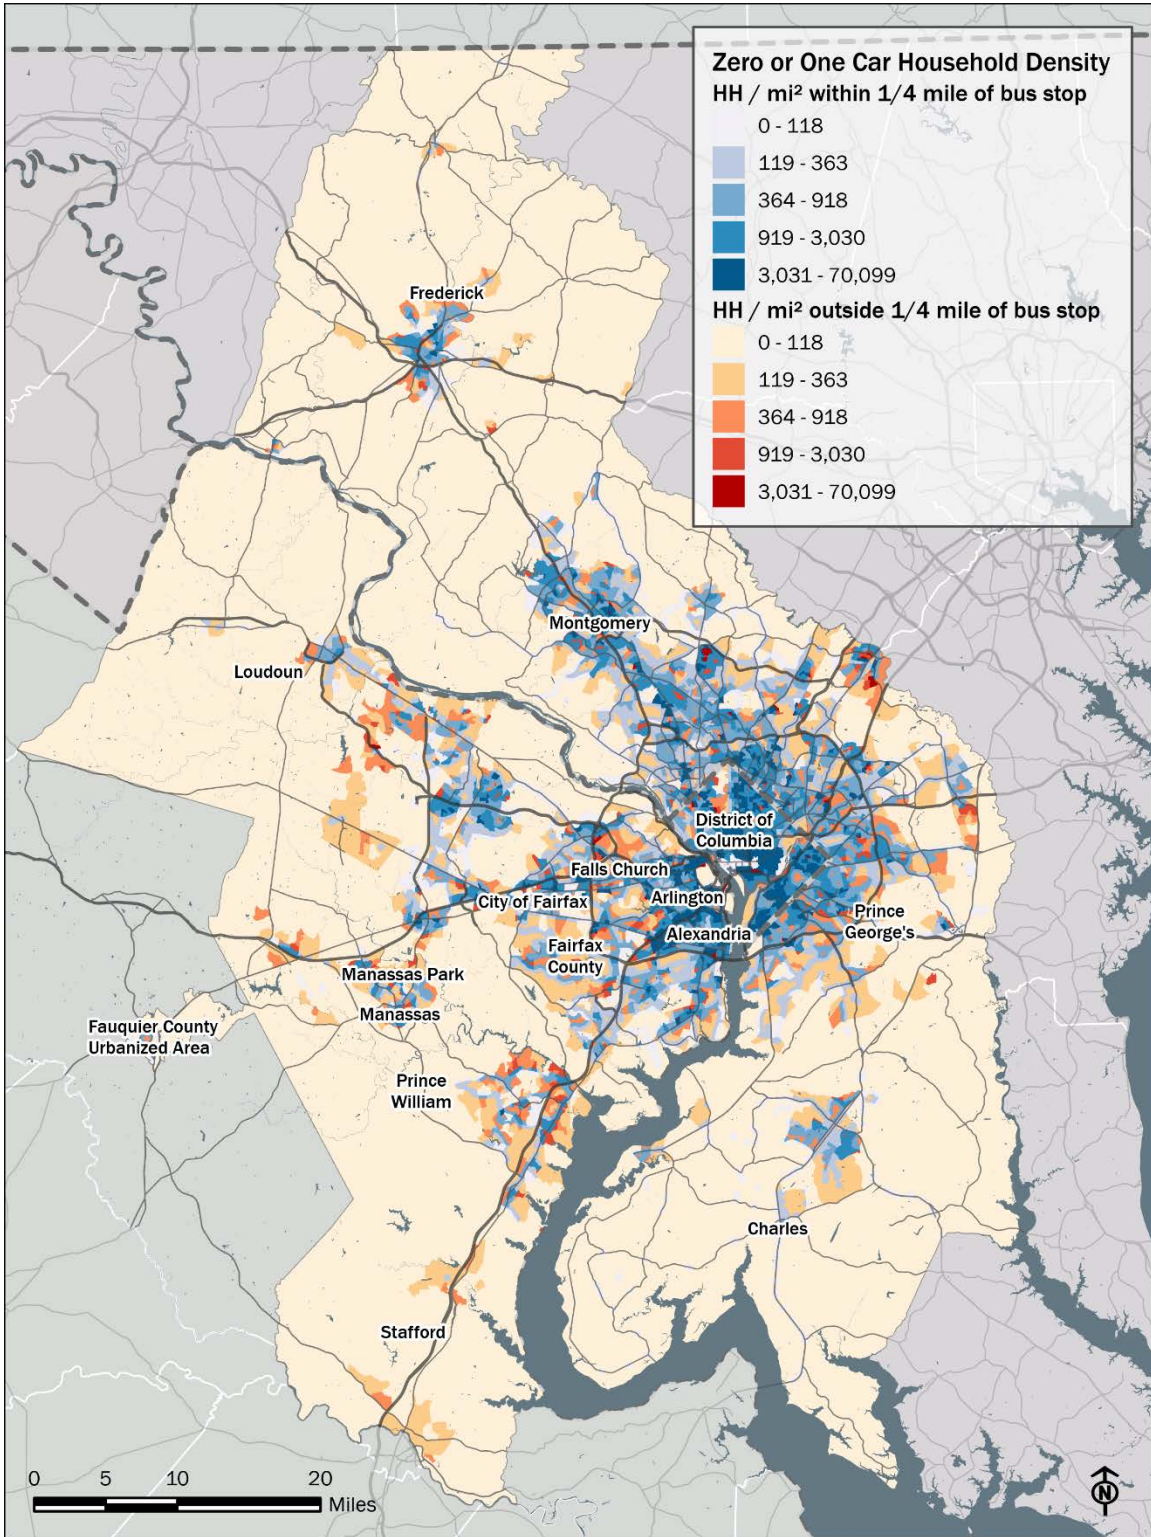 Zero or One Car Household Density
HH / mi² within 1/4 mile of bus stop
0 - 118
119 - 363
364 - 918
919 - 3,030
3,031 - 70,099
HH / mi² outside 1/4 mile of bus stop
0 - 118
119 - 363
364 - 918
919 - 3,030
3,031 - 70,099
Frederick
Montgomery
Loudoun
District of
Columbia
Falls Church
City of Fairfax
Arlington
Prince
George's
Alexandria
Fairfax
County
Manassas Park
Manassas
Fauquier County
Urbanized Area
Prince
William
Charles
Stafford
0 5 10 20
Miles
N